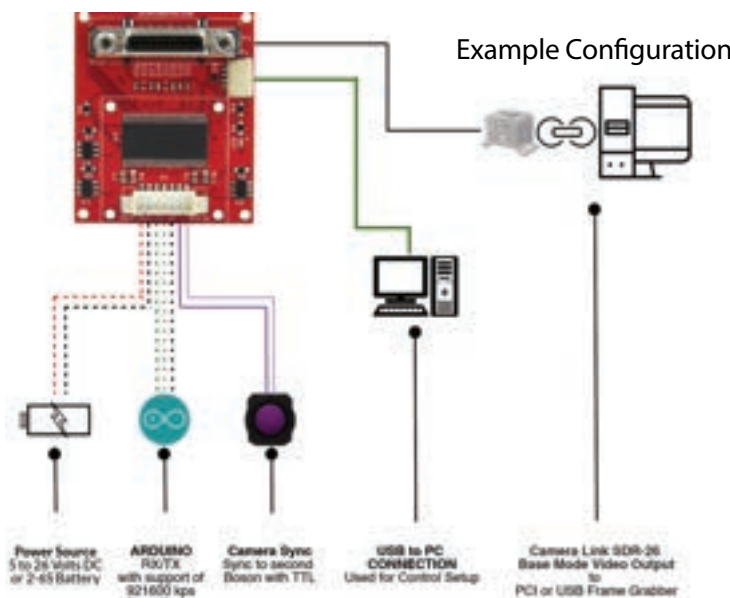 Example Configuration
Power Source
5 to 26 Volts DC
or 2-6S Battery
ARDUINO
RX/TX
with support of
921600 kps
Camera Sync
Sync to second
Boson with TTL
USB to PC
CONNECTION
Used for Control Setup
Camera Link SDR-26
Base Mode Video Output
to
PCI or USB Frame Grabber